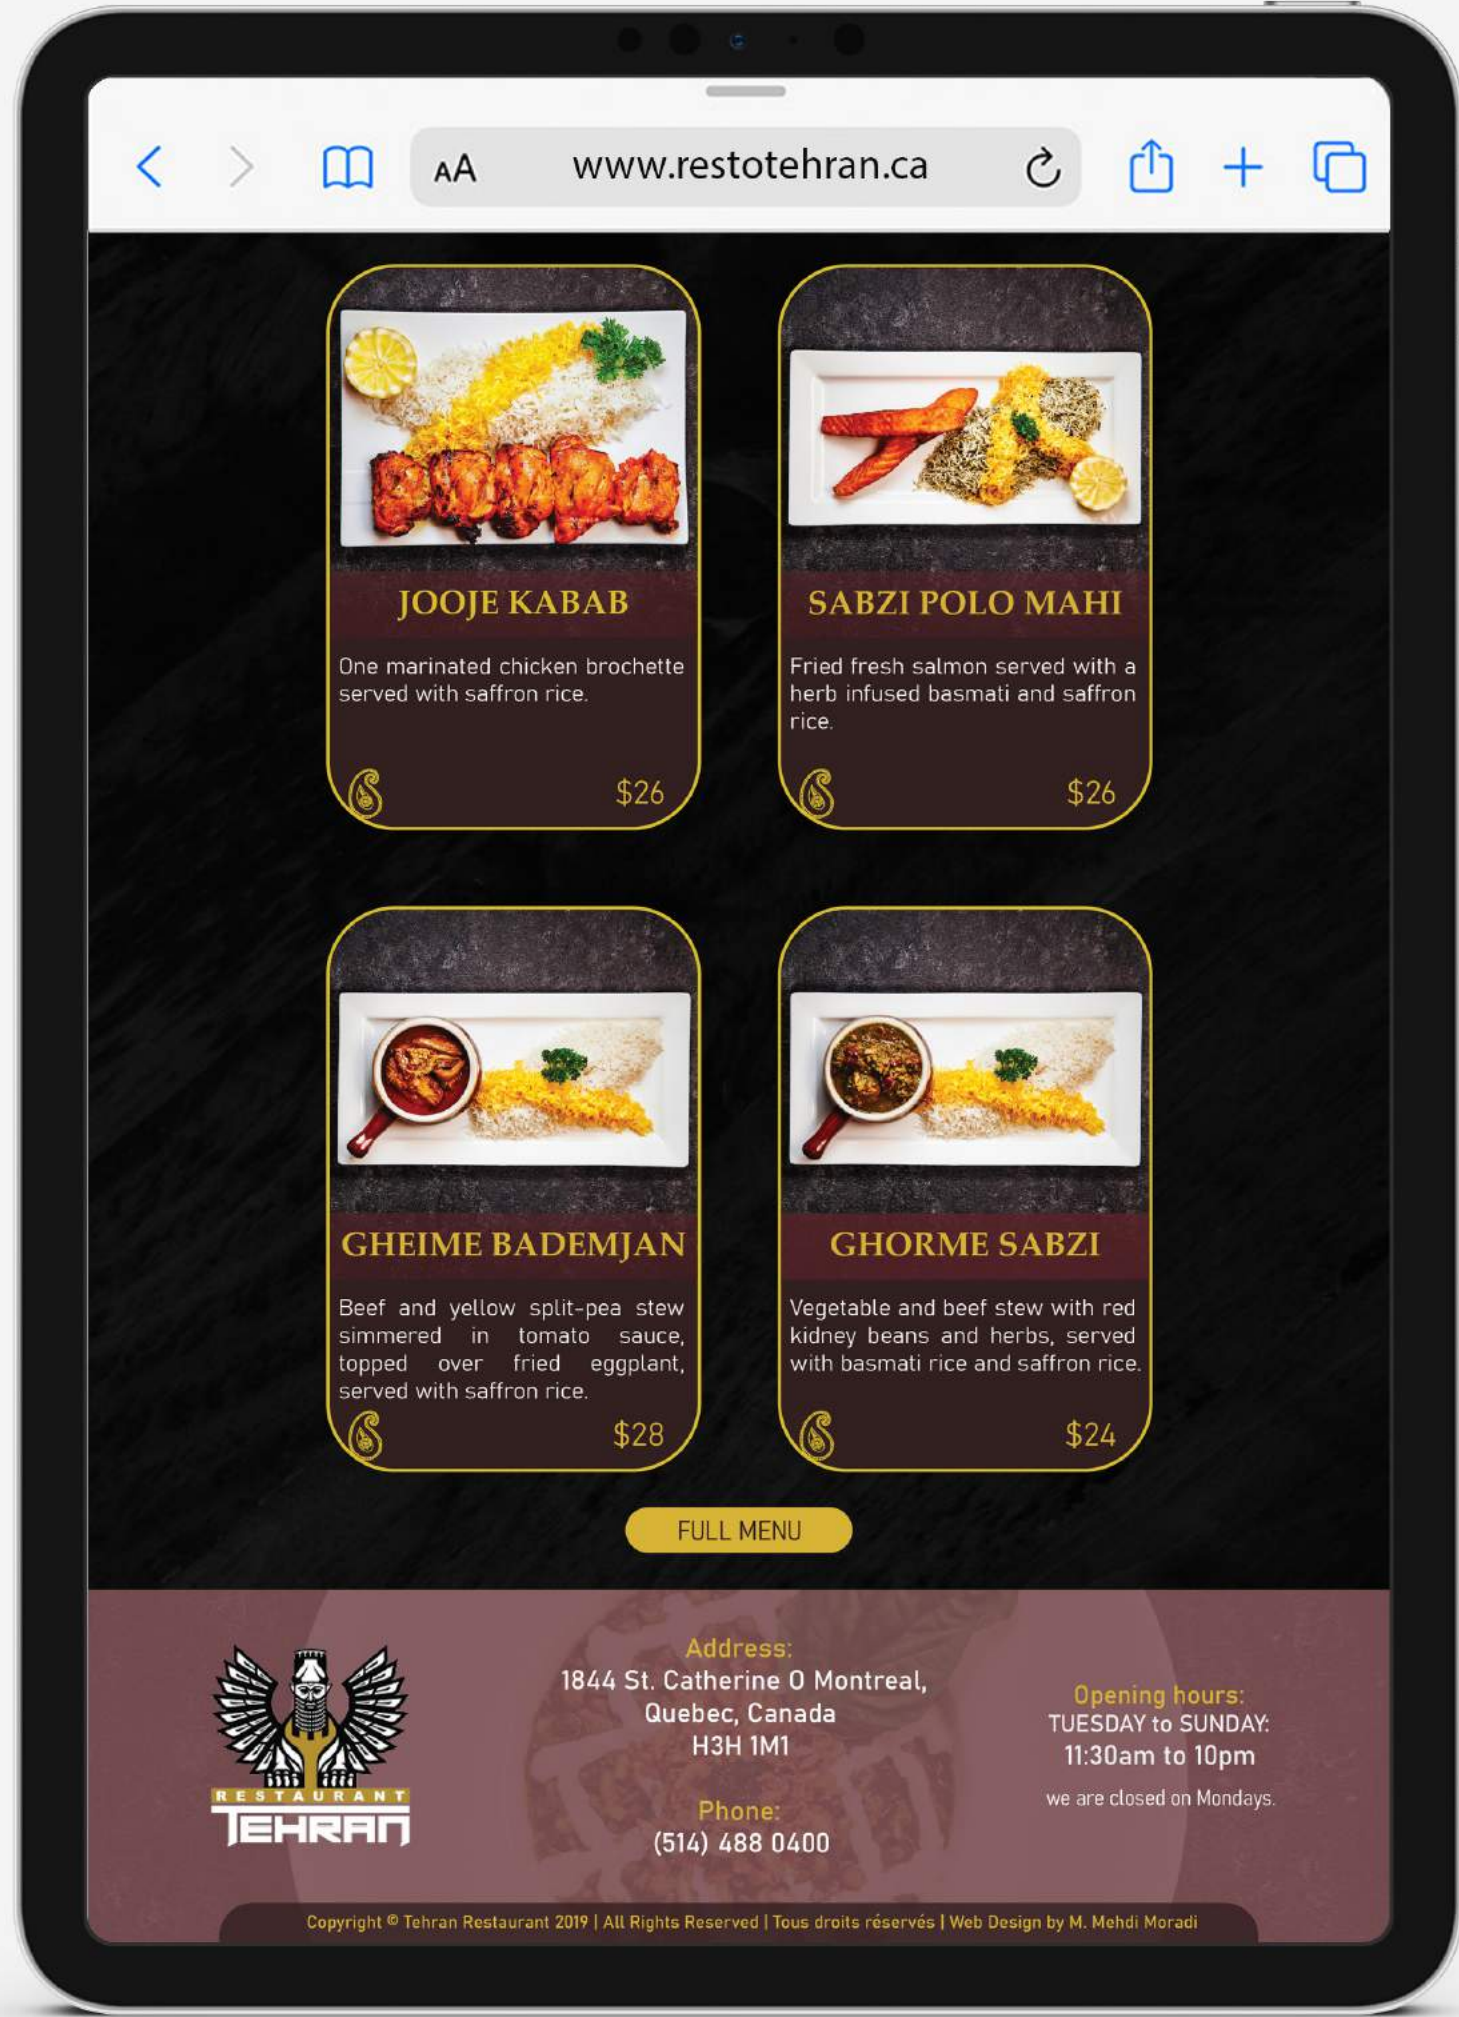 AA
www.restotehran.ca
JOOJE KABAB
One marinated chicken brochette
served with saffron rice.
$26
SABZI POLO MAHI
Fried fresh salmon served with a
herb infused basmati and saffron
rice.
$26
GHEIME BADEMJAN
Beef and yellow split-pea stew
simmered in tomato sauce,
topped over fried eggplant,
served with saffron rice.
$28
GHORME SABZI
Vegetable and beef stew with red
kidney beans and herbs, served
with basmati rice and saffron rice.
$24
FULL MENU
RESTAURANT
TEHRAN
Address:
1844 St. Catherine O Montreal,
Quebec, Canada
H3H 1M1
Phone:
(514) 488 0400
Opening hours:
TUESDAY to SUNDAY:
11:30am to 10pm
we are closed on Mondays.
Copyright © Tehran Restaurant 2019 | All Rights Reserved | Tous droits réservés | Web Design by M. Mehdi Moradi